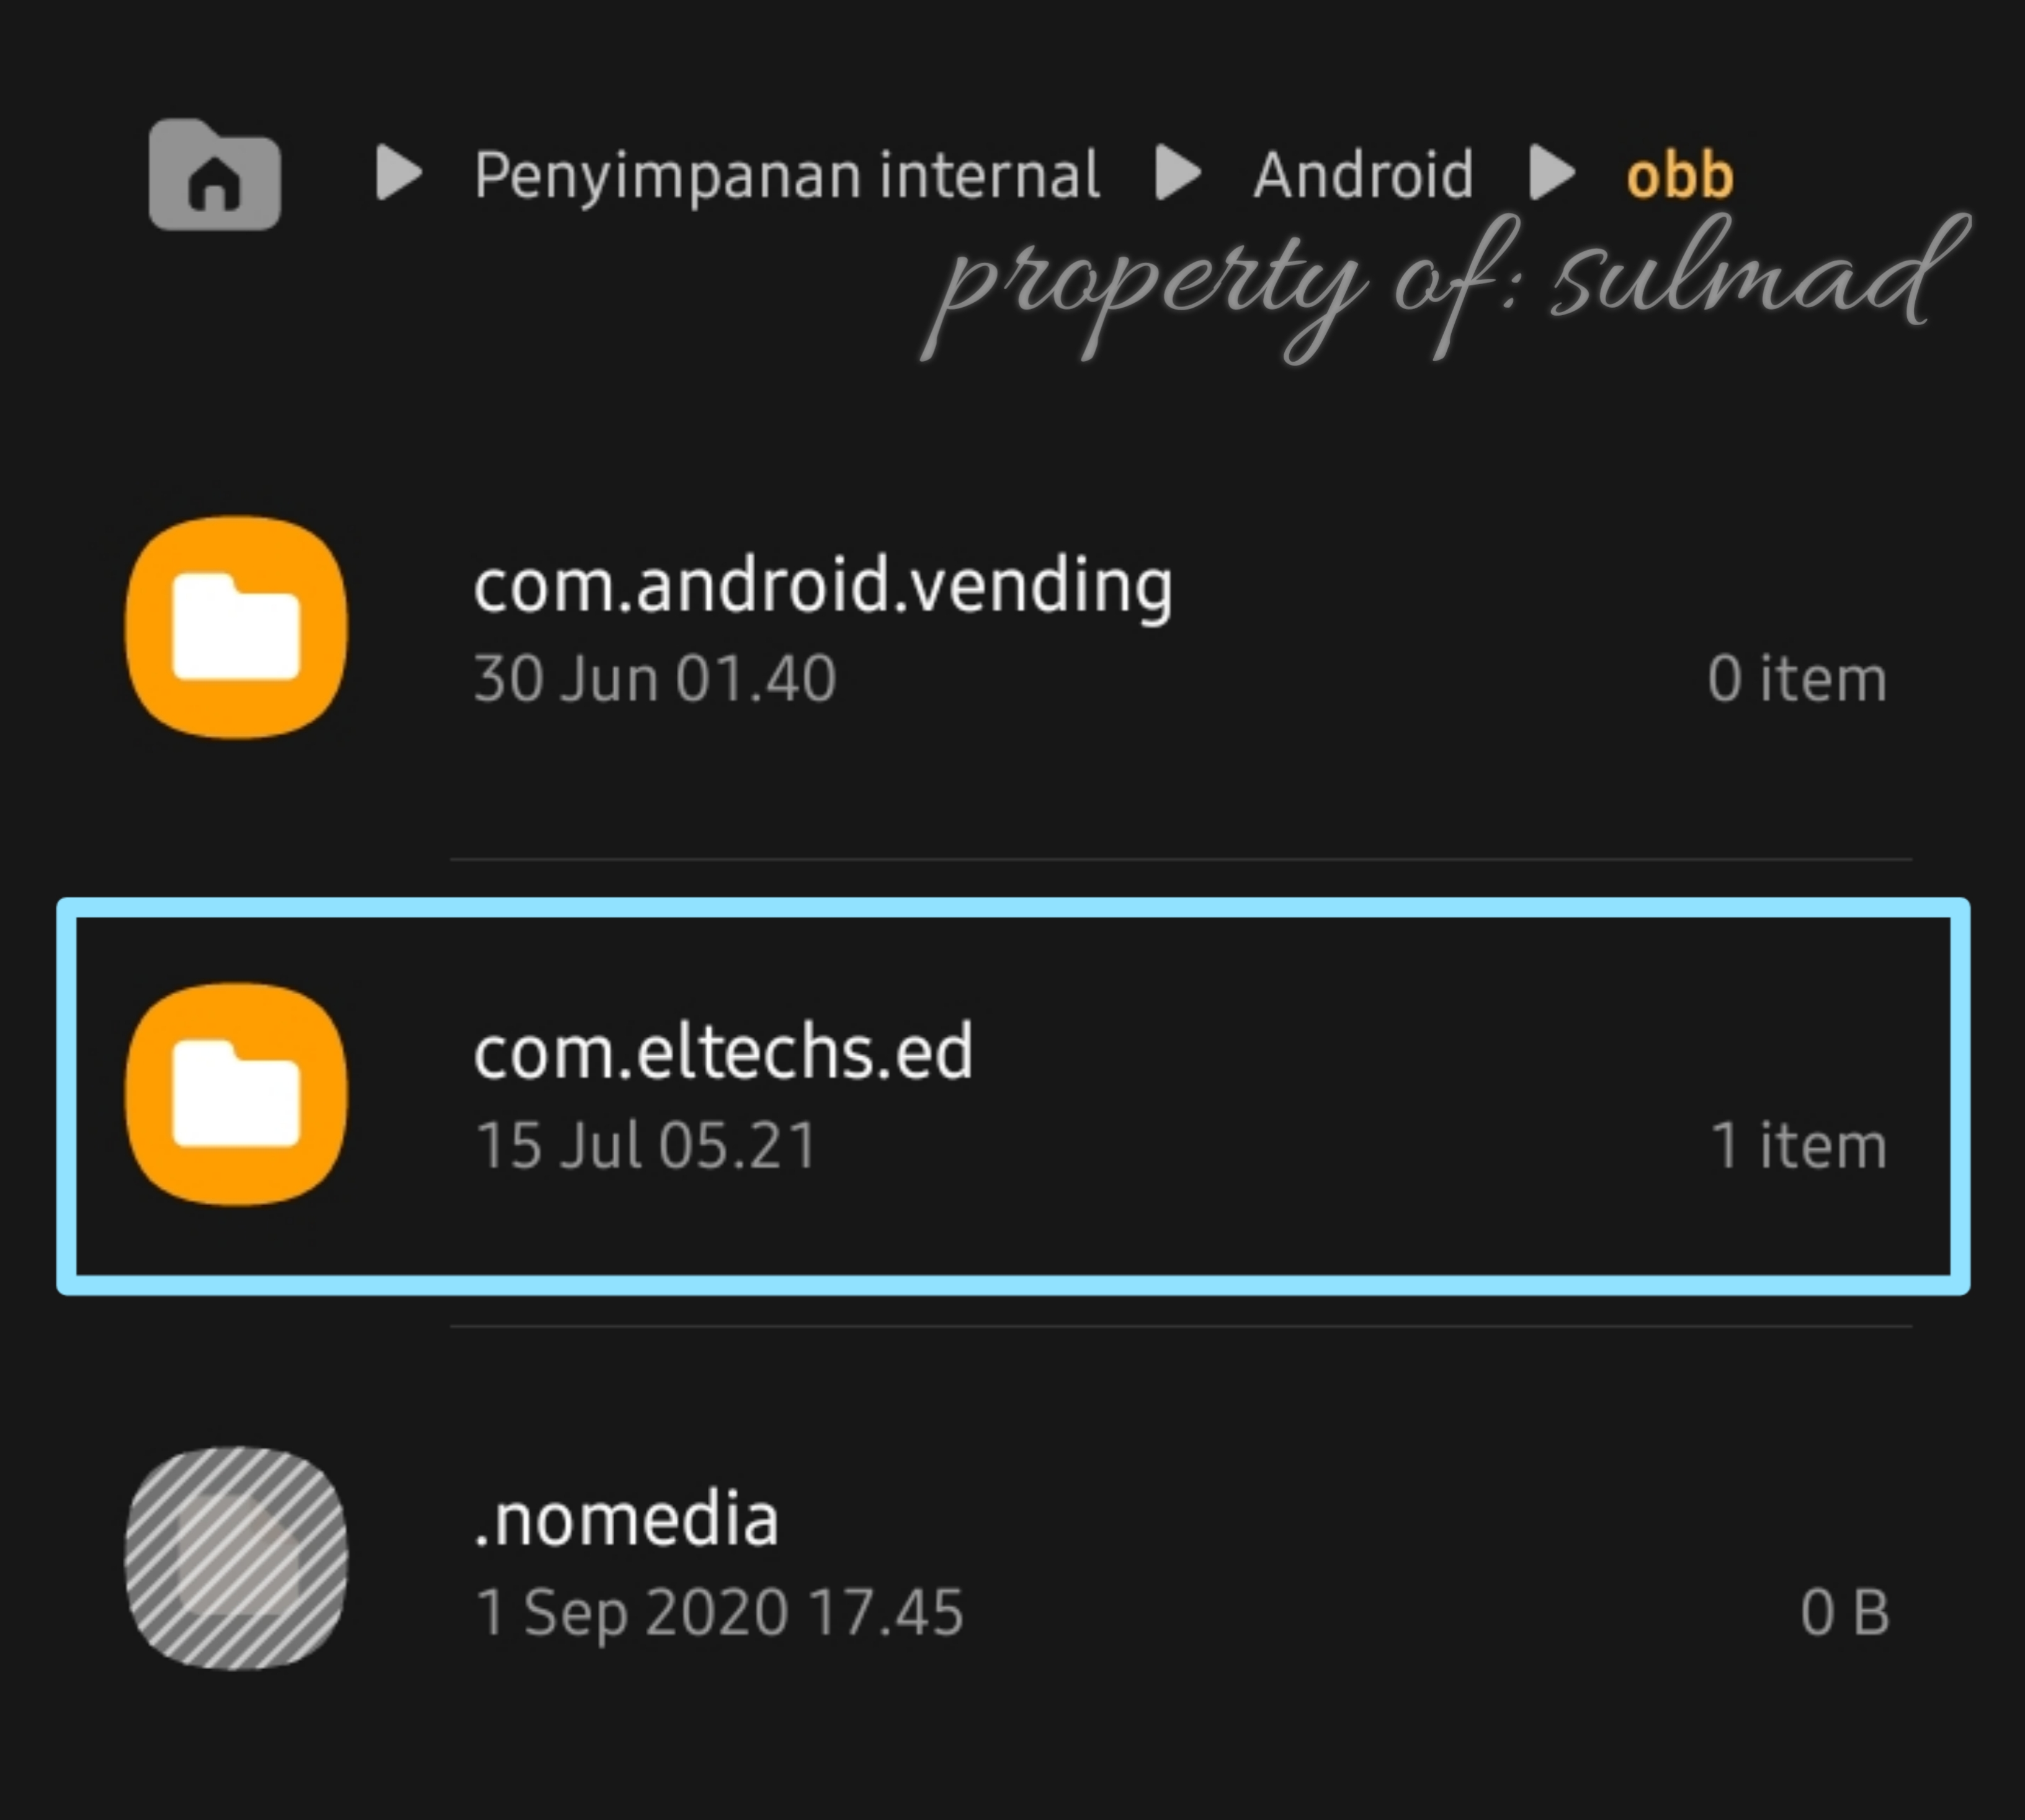 Penyimpanan internal Android obb
property of: sulmad
com.android.vending
30 Jun 01.40 0 item
com.eltechs.ed
15 Jul 05.21 1 item
.nomedia
1 Sep 2020 17.45 0 B